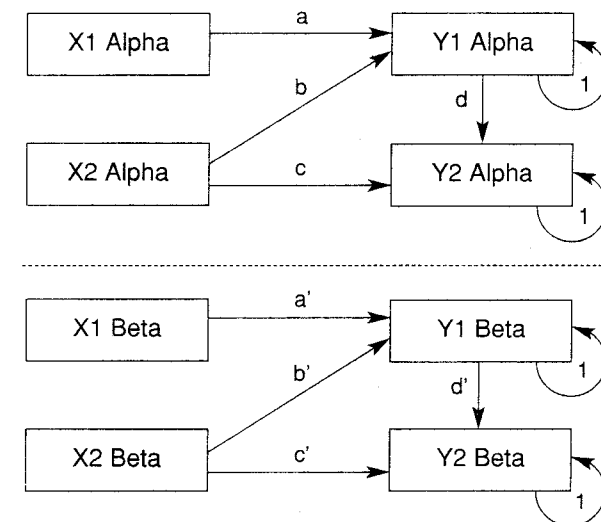 a
X1 Alpha
Y1 Alpha
1
b
d
X2 Alpha
c
Y2 Alpha
1
a'
X1 Beta
Y1 Beta
1
b'
d'
X2 Beta
c'
Y2 Beta
1